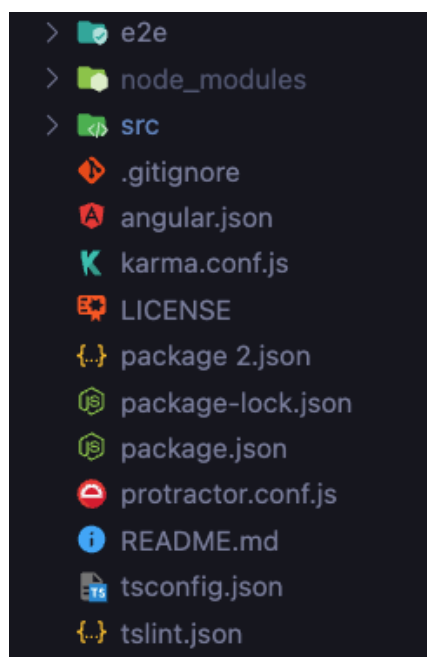 e2e
node_modules
src
.gitignore
angular.json
karma.conf.js
LICENSE
package 2.json
package-lock.json
package.json
protractor.conf.js
README.md
tsconfig.json
tslint.json